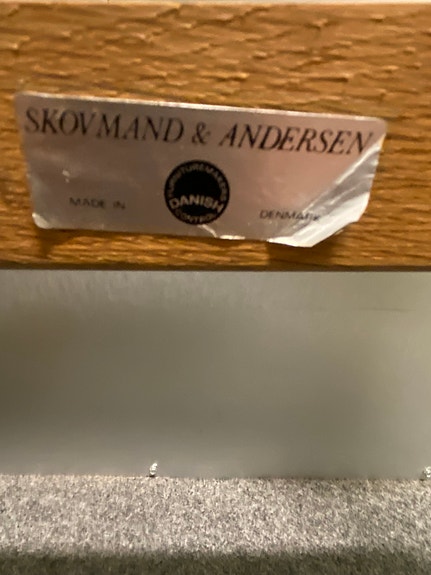 SKOVMAND & ANDERSEN
MADE IN
FURNITUREMAKERS
DANISH
CONTROL
DENMARK